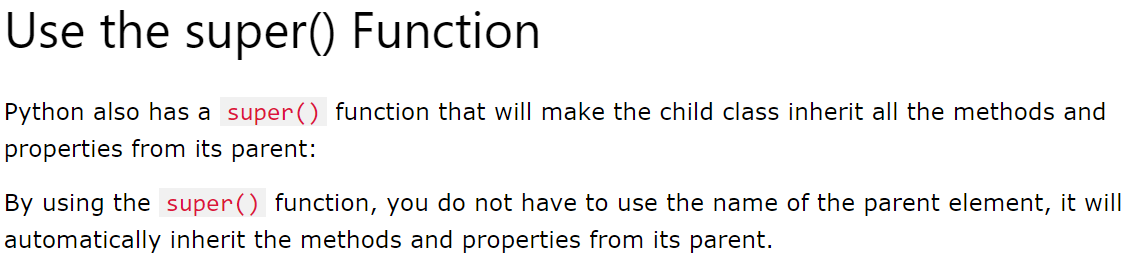 Use the super() Function
Python also has a super() function that will make the child class inherit all the methods and
properties from its parent:
By using the super() function, you do not have to use the name of the parent element, it will
automatically inherit the methods and properties from its parent.